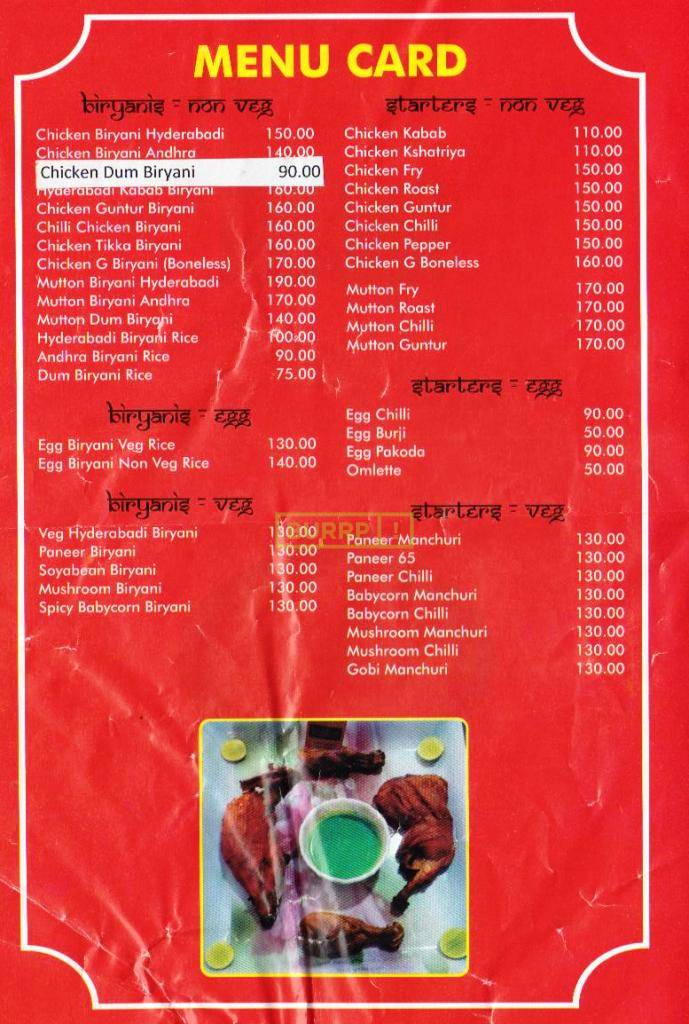 MENU CARD
Biryanis - Non Veg
Chicken Biryani Hyderabadi 150.00
Chicken Biryani Andhra 140.00
Chicken Dum Biryani 90.00
Hyderabadi Kabab Biryani 160.00
Chicken Guntur Biryani 160.00
Chilli Chicken Biryani 160.00
Chicken Tikka Biryani 160.00
Chicken G Biryani (Boneless) 170.00
Mutton Biryani Hyderabadi 190.00
Mutton Biryani Andhra 170.00
Mutton Dum Biryani 140.00
Hyderabadi Biryani Rice 100.00
Andhra Biryani Rice 90.00
Dum Biryani Rice 75.00
Biryanis - Egg
Egg Biryani Veg Rice 130.00
Egg Biryani Non Veg Rice 140.00
Biryanis - Veg
Veg Hyderabadi Biryani 130.00
Paneer Biryani 130.00
Soyabean Biryani 130.00
Mushroom Biryani 130.00
Spicy Babycorn Biryani 130.00
Starters - Non Veg
Chicken Kabab 110.00
Chicken Kshatriya 110.00
Chicken Fry 150.00
Chicken Roast 150.00
Chicken Guntur 150.00
Chicken Chilli 150.00
Chicken Pepper 150.00
Chicken G Boneless 160.00
Mutton Fry 170.00
Mutton Roast 170.00
Mutton Chilli 170.00
Mutton Guntur 170.00
Starters - Egg
Egg Chilli 90.00
Egg Burji 50.00
Egg Pakoda 90.00
Omlette 50.00
Starters - Veg
Paneer Manchuri 130.00
Paneer 65 130.00
Paneer Chilli 130.00
Babycorn Manchuri 130.00
Babycorn Chilli 130.00
Mushroom Manchuri 130.00
Mushroom Chilli 130.00
Gobi Manchuri 130.00
BURRP!